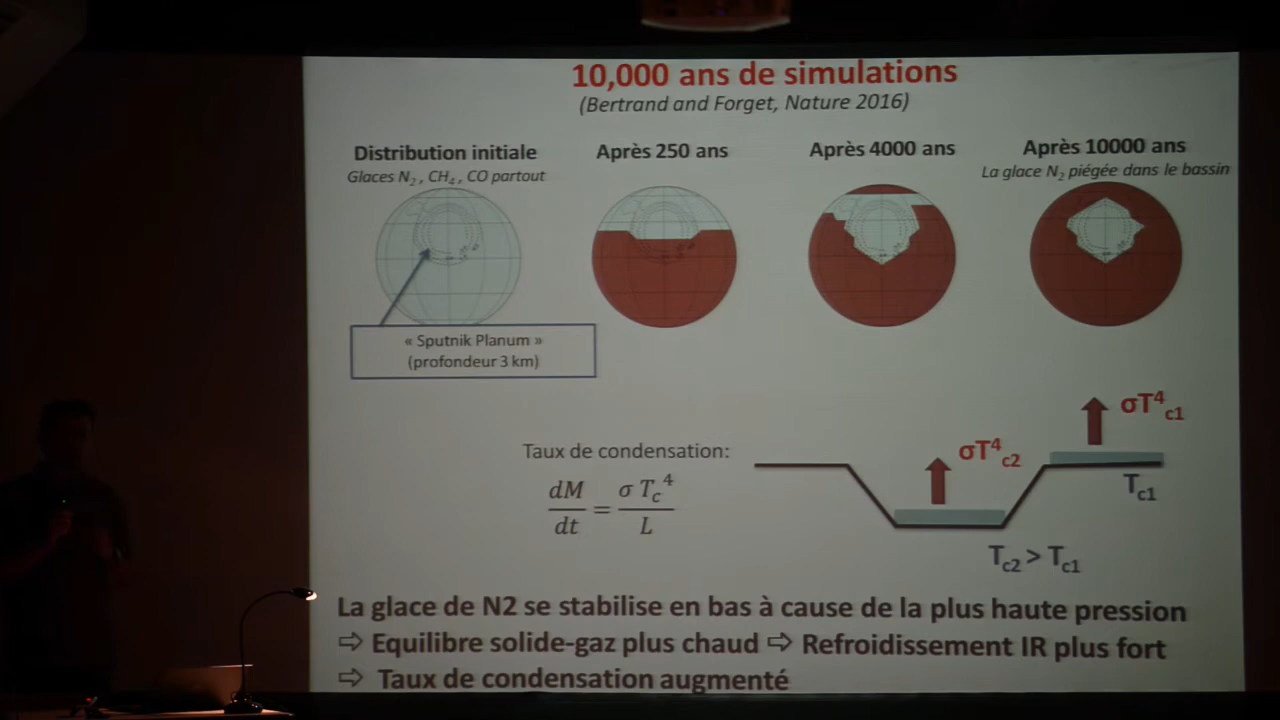 10,000 ans de simulations
(Bertrand and Forget, Nature 2016)
Distribution initiale
Glaces N₂, CH₄, CO partout
Après 250 ans
Après 4000 ans
Après 10000 ans
La glace N₂ piégée dans le bassin
« Sputnik Planum »
(profondeur 3 km)
Taux de condensation:
dM/dt = σ T_c⁴/L
σT⁴c2
σT⁴c1
Tc1
Tc2 > Tc1
La glace de N2 se stabilise en bas à cause de la plus haute pression
⇨ Equilibre solide-gaz plus chaud ⇨ Refroidissement IR plus fort
⇨ Taux de condensation augmenté